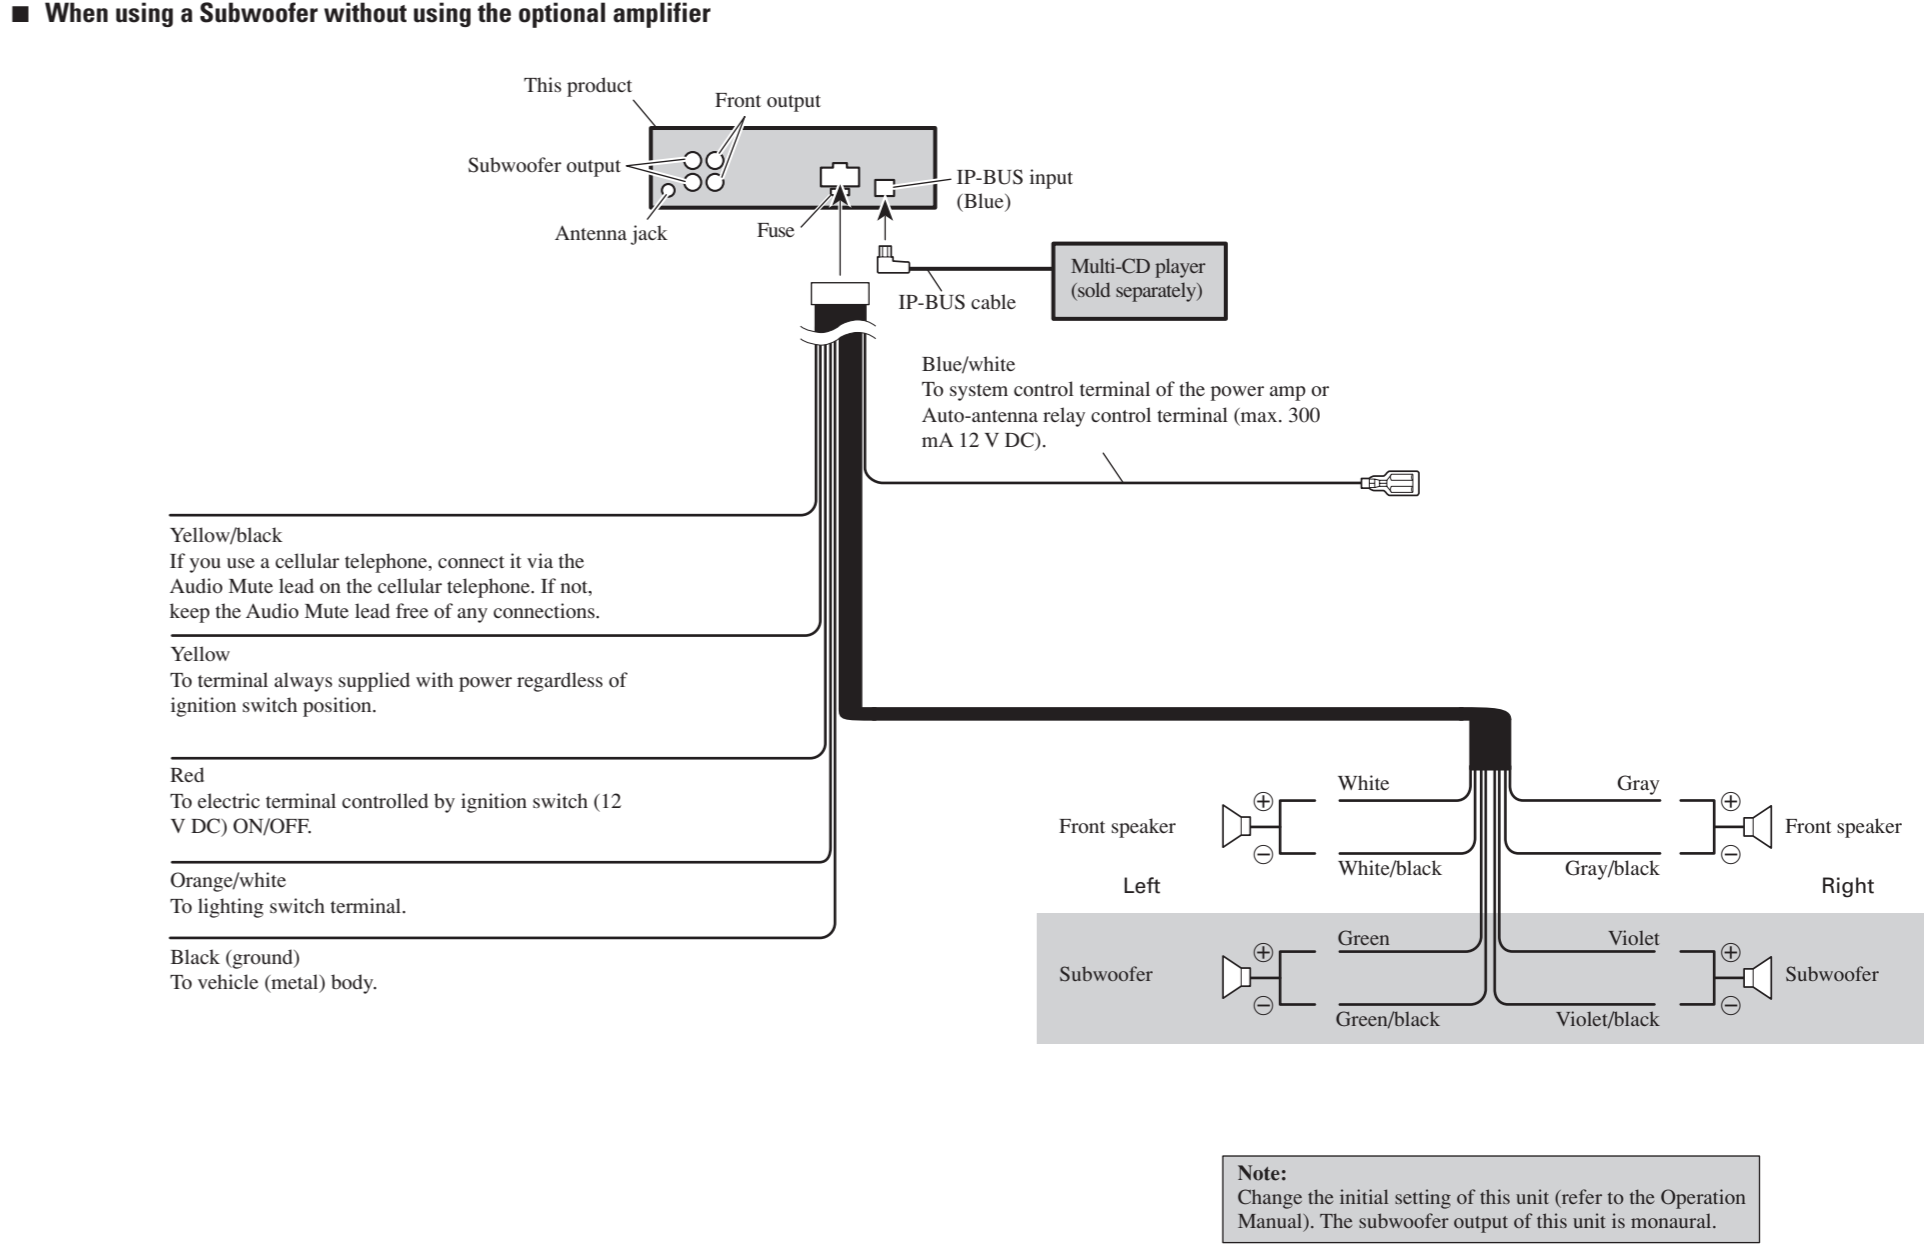 ■ When using a Subwoofer without using the optional amplifier
This product
Front output
Subwoofer output
IP-BUS input
(Blue)
Antenna jack
Fuse
Multi-CD player
(sold separately)
IP-BUS cable
Blue/white
To system control terminal of the power amp or
Auto-antenna relay control terminal (max. 300
mA 12 V DC).
Yellow/black
If you use a cellular telephone, connect it via the
Audio Mute lead on the cellular telephone. If not,
keep the Audio Mute lead free of any connections.
Yellow
To terminal always supplied with power regardless of
ignition switch position.
Red
To electric terminal controlled by ignition switch (12
V DC) ON/OFF.
Orange/white
To lighting switch terminal.
Black (ground)
To vehicle (metal) body.
White
Gray
⊕
⊕
Front speaker
Front speaker
⊖
⊖
White/black
Gray/black
Left
Right
Green
Violet
⊕
⊕
Subwoofer
Subwoofer
⊖
⊖
Green/black
Violet/black
Note:
Change the initial setting of this unit (refer to the Operation
Manual). The subwoofer output of this unit is monaural.